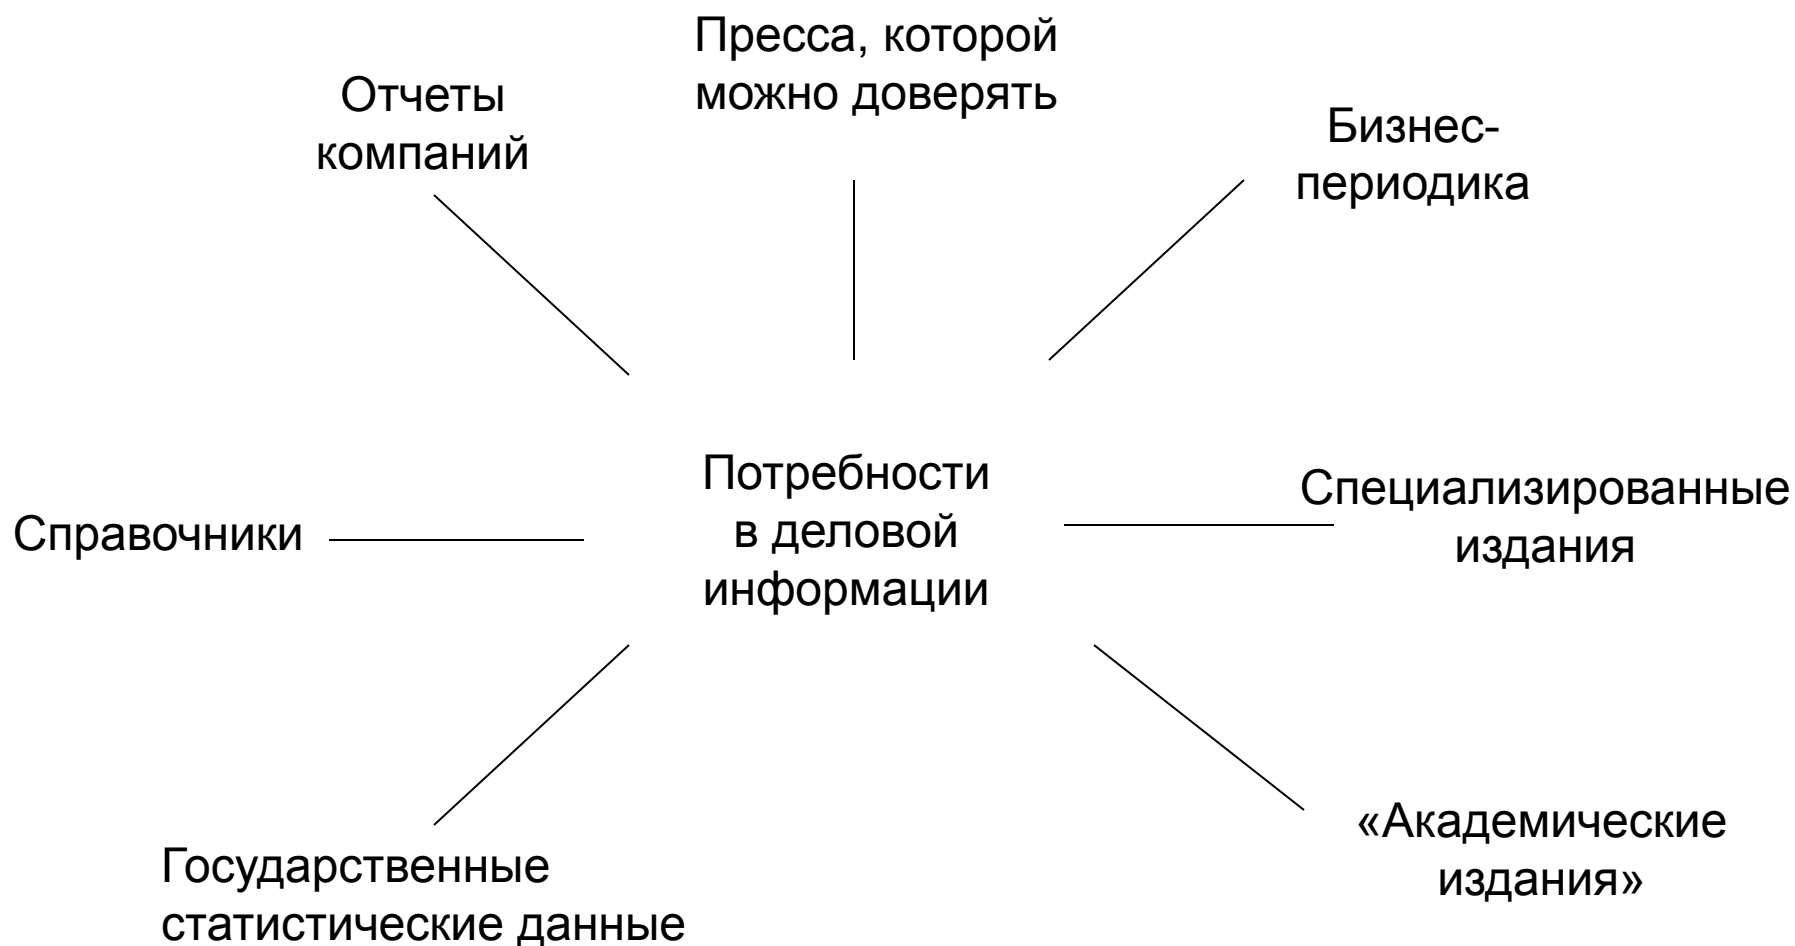 Пресса, которой
можно доверять
Отчеты
компаний
Бизнес-
периодика
Потребности
в деловой
информации
Специализированные
издания
Справочники
«Академические
издания»
Государственные
статистические данные